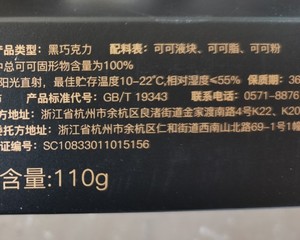 产品类型：黑巧克力 配料表：可可液块、可可脂、可可粉
中总可可固形物含量为100%
阳光直射，最佳贮存温度10-22℃,相对湿度≤55% 保质期：36
产品标准代号：GB/T 19343 联系电话：0571-8876
方地址：浙江省杭州市余杭区良渚街道金家渡南路4号K22、K20
托方地址：浙江省杭州市余杭区仁和街道西南山北路69-1号1幢
证编号：SC10833011015156
含量:110g